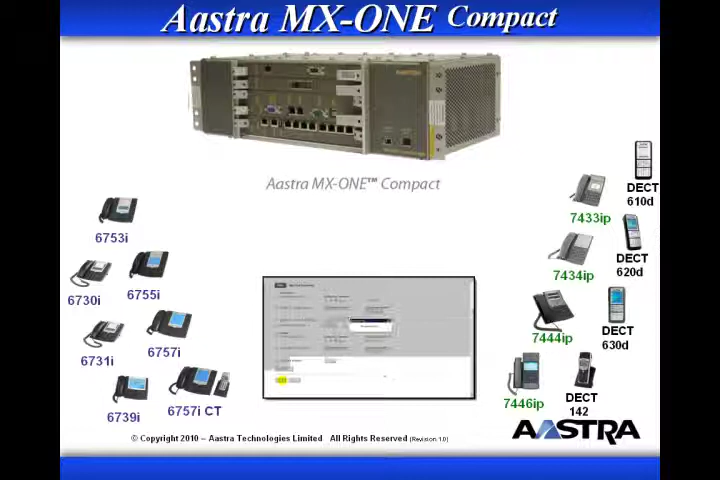 Aastra MX-ONE Compact
Aastra MX-ONE™ Compact
6753i
6730i
6755i
6731i
6757i
6739i
6757i CT
DECT
610d
7433ip
DECT
620d
7434ip
DECT
630d
7444ip
DECT
142
7446ip
AASTRA
© Copyright 2010 – Aastra Technologies Limited All Rights Reserved (Revision 1.0)